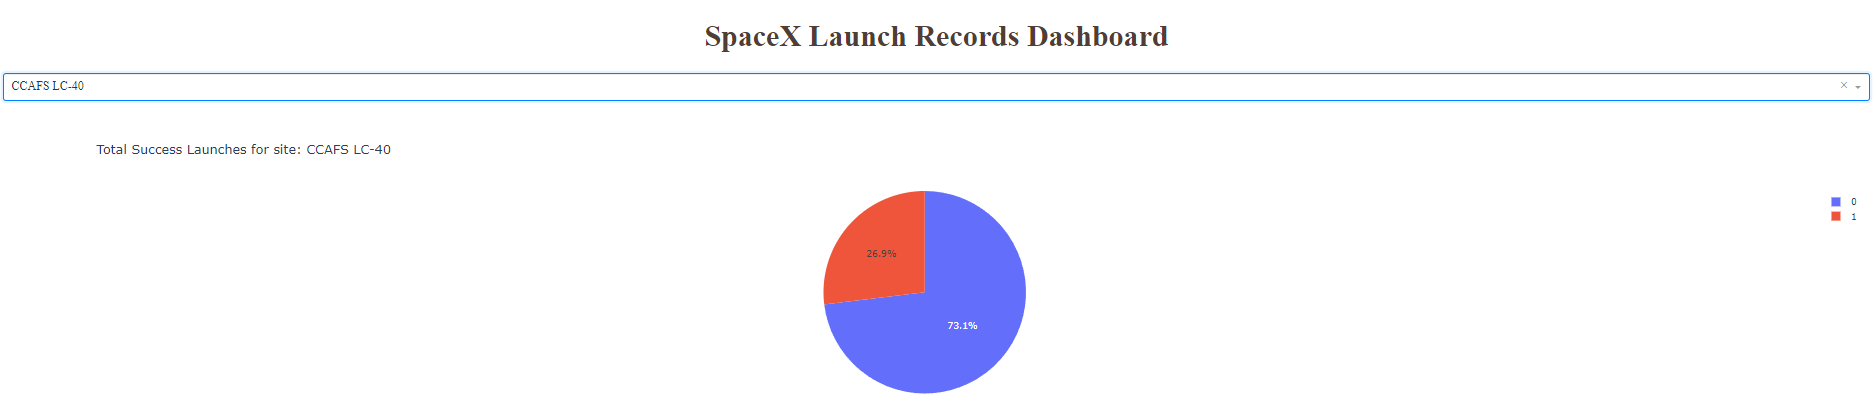 SpaceX Launch Records Dashboard
CCAFS LC-40
Total Success Launches for site: CCAFS LC-40
0
1
26.9%
73.1%